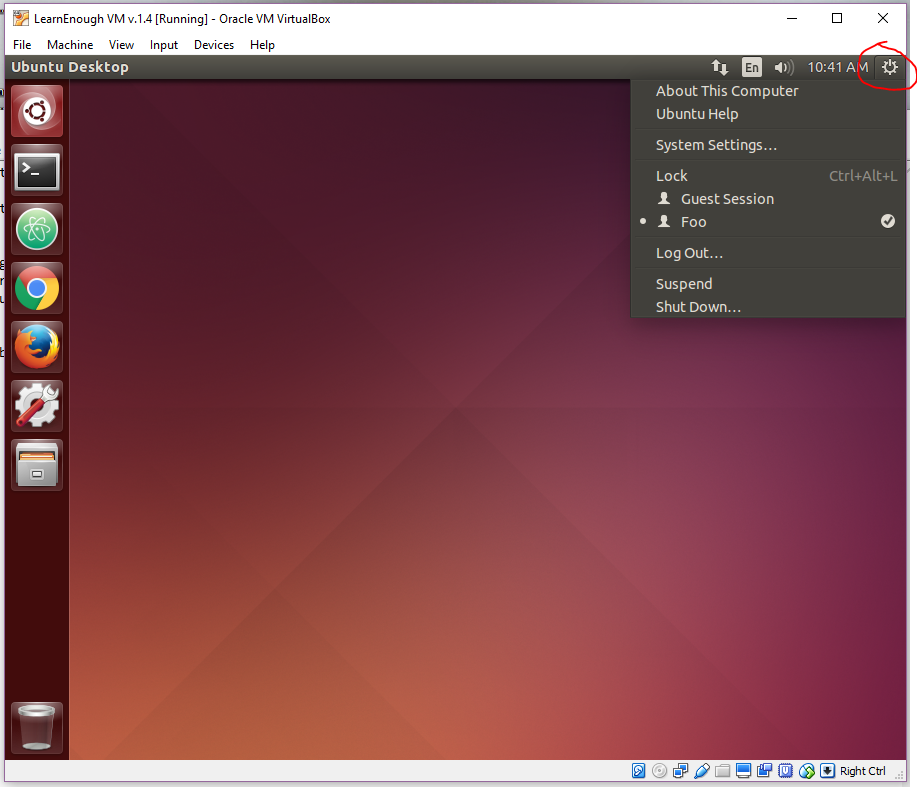 LearnEnough VM v.1.4 [Running] - Oracle VM VirtualBox
File Machine View Input Devices Help
Ubuntu Desktop En 10:41 AM
About This Computer
Ubuntu Help
System Settings...
Lock Ctrl+Alt+L
Guest Session
Foo
Log Out...
Suspend
Shut Down...
>_
Right Ctrl